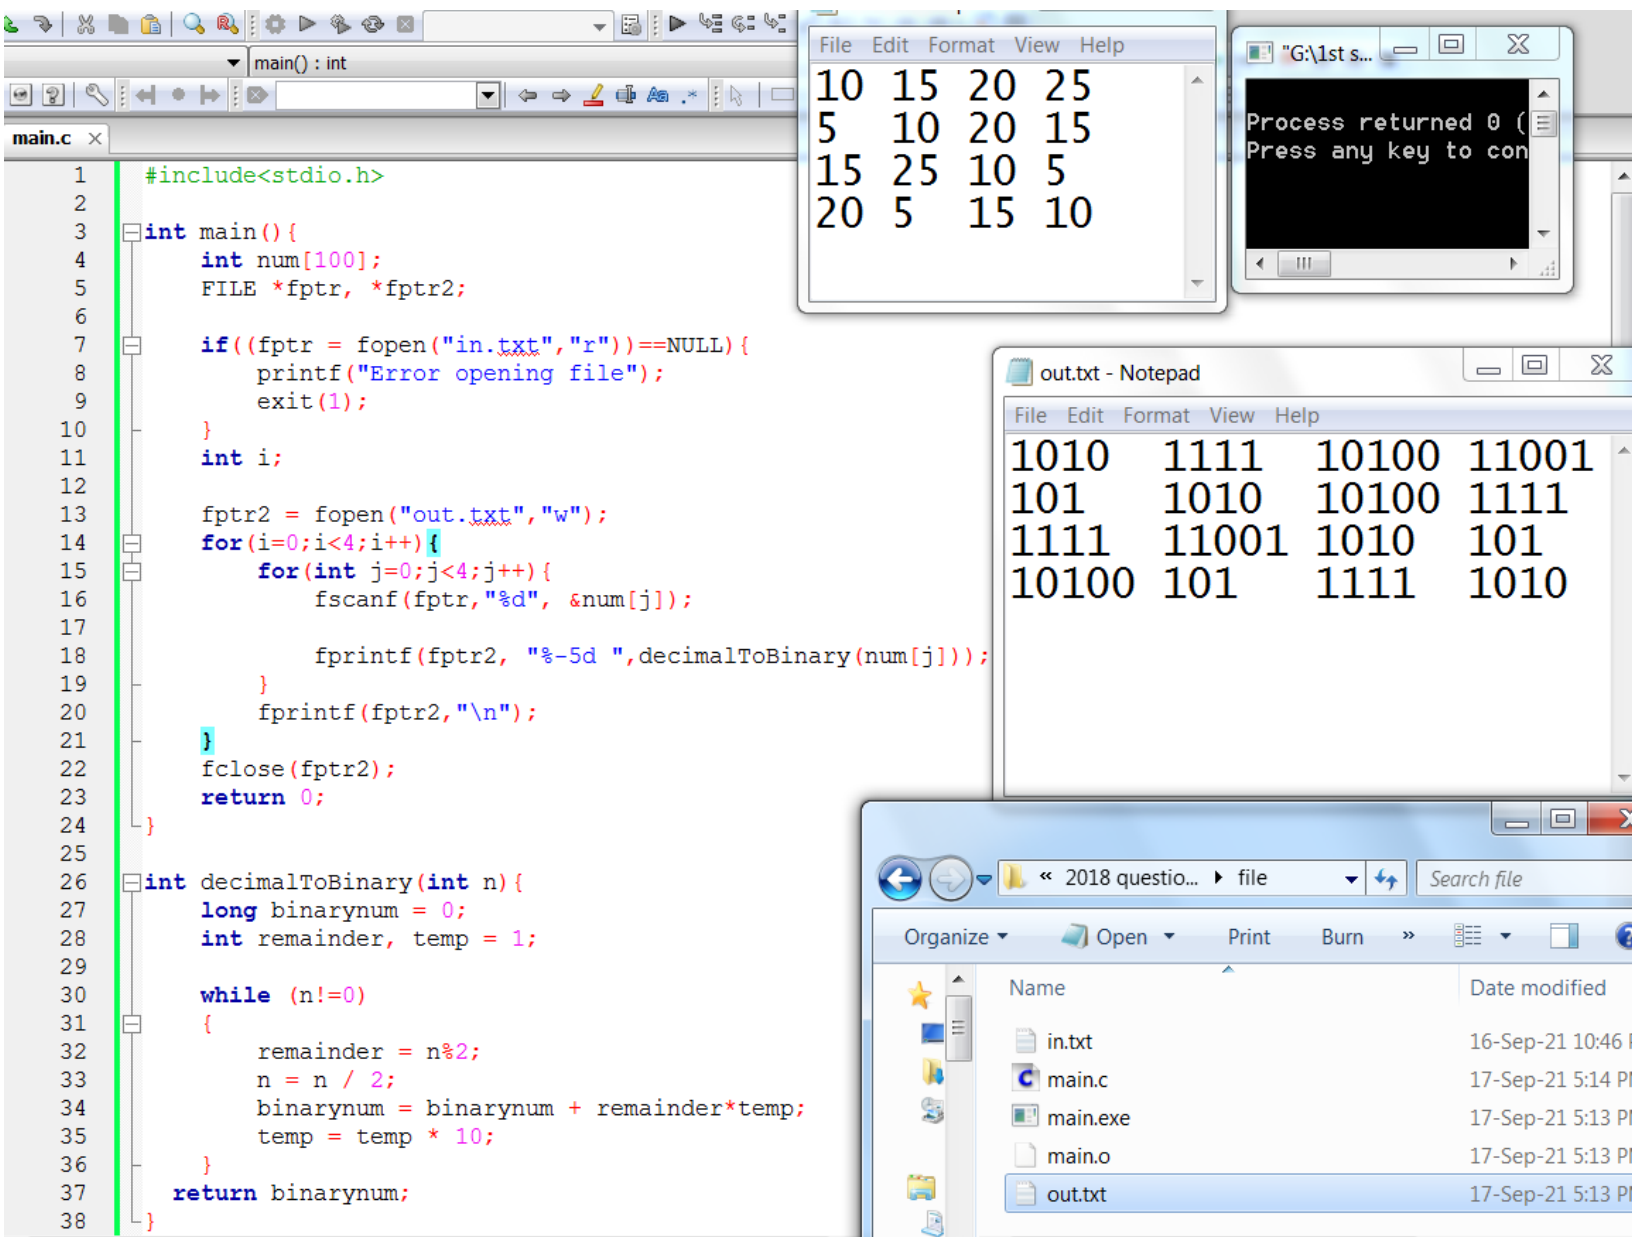 main() : int
main.c
1 #include<stdio.h>
2
3 int main(){
4 int num[100];
5 FILE *fptr, *fptr2;
6
7 if((fptr = fopen("in.txt","r"))==NULL){
8 printf("Error opening file");
9 exit(1);
10 }
11 int i;
12
13 fptr2 = fopen("out.txt","w");
14 for(i=0;i<4;i++){
15 for(int j=0;j<4;j++){
16 fscanf(fptr,"%d", &num[j]);
17
18 fprintf(fptr2, "%-5d ",decimalToBinary(num[j]));
19 }
20 fprintf(fptr2,"\n");
21 }
22 fclose(fptr2);
23 return 0;
24 }
25
26 int decimalToBinary(int n){
27 long binarynum = 0;
28 int remainder, temp = 1;
29
30 while (n!=0)
31 {
32 remainder = n%2;
33 n = n / 2;
34 binarynum = binarynum + remainder*temp;
35 temp = temp * 10;
36 }
37 return binarynum;
38 }
File Edit Format View Help
10 15 20 25
5 10 20 15
15 25 10 5
20 5 15 10
"G:\1st s...
Process returned 0 (
Press any key to con
out.txt - Notepad
File Edit Format View Help
1010 1111 10100 11001
101 1010 10100 1111
1111 11001 1010 101
10100 101 1111 1010
« 2018 questio... file
Search file
Organize Open Print Burn »
Name Date modified
in.txt 16-Sep-21 10:46
main.c 17-Sep-21 5:14 PM
main.exe 17-Sep-21 5:13 PM
main.o 17-Sep-21 5:13 PM
out.txt 17-Sep-21 5:13 PM